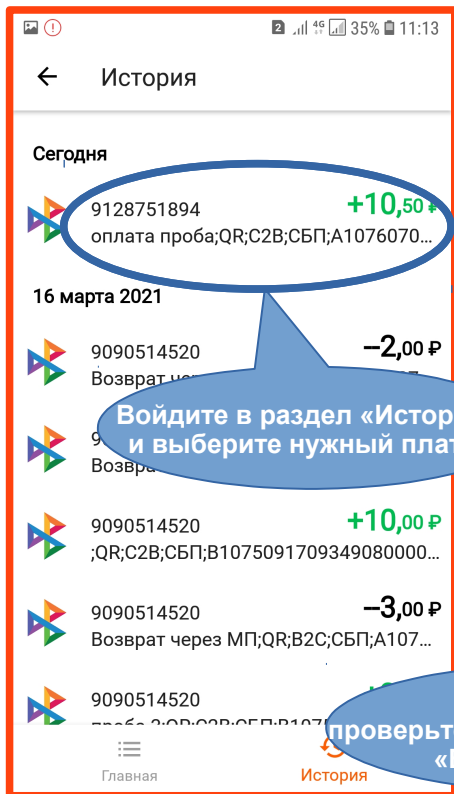 2 4G 35% 11:13
История
Сегодня
9128751894 +10,50 ₽
оплата проба;QR;C2B;СБП;A1076070...
16 марта 2021
9090514520 –2,00 ₽
Возврат
Войдите в раздел «Истор
и выберите нужный плат
9090514520 +10,00 ₽
;QR;C2B;СБП;B1075091709349080000...
9090514520 –3,00 ₽
Возврат через МП;QR;B2C;СБП;A107...
9090514520
проба 2;QR;C2B;СБП;B107
проверьт
Главная
История